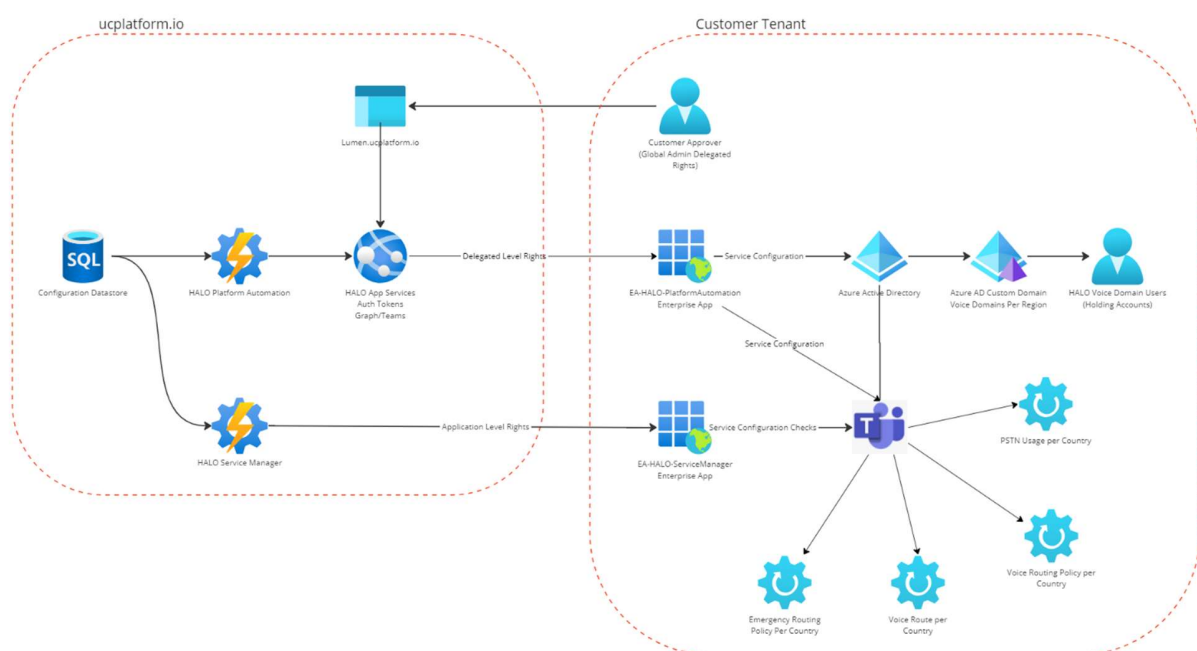 ucplatform.io
Customer Tenant
Lumen.ucplatform.io
Customer Approver
(Global Admin Delegated
Rights)
SQL
Configuration Datastore
HALO Platform Automation
HALO App Services
Auth Tokens
Graph/Teams
Delegated Level Rights
EA-HALO-PlatformAutomation
Enterprise App
Service Configuration
Azure Active Directory
Azure AD Custom Domain
Voice Domains Per Region
HALO Voice Domain Users
(Holding Accounts)
Service Configuration
HALO Service Manager
Application Level Rights
EA-HALO-ServiceManager
Enterprise App
Service Configuration Checks
T
PSTN Usage per Country
Voice Routing Policy per
Country
Emergency Routing
Policy Per Country
Voice Route per
Country